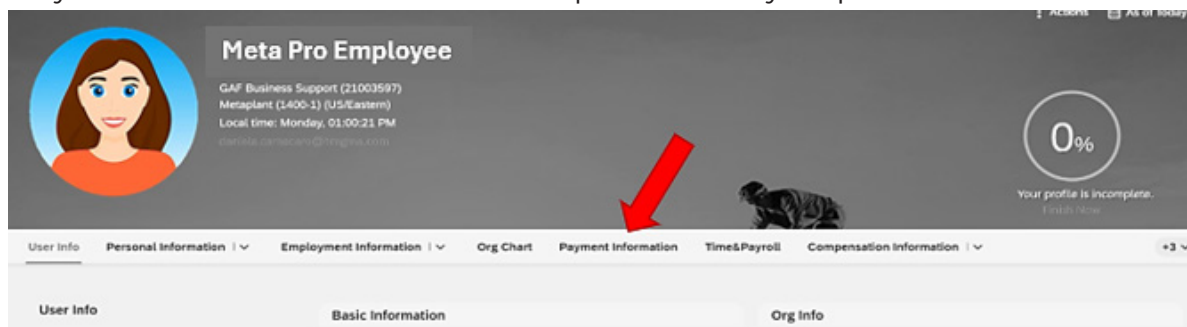 Actions As of Today
Meta Pro Employee
GAF Business Support (21003597)
Metaplant (1400-1) (US/Eastern)
Local time: Monday, 01:00:21 PM
0%
Your profile is incomplete.
Finish Now
User Info Personal Information Employment Information Org Chart Payment Information Time&Payroll Compensation Information +3
User Info
Basic Information
Org Info